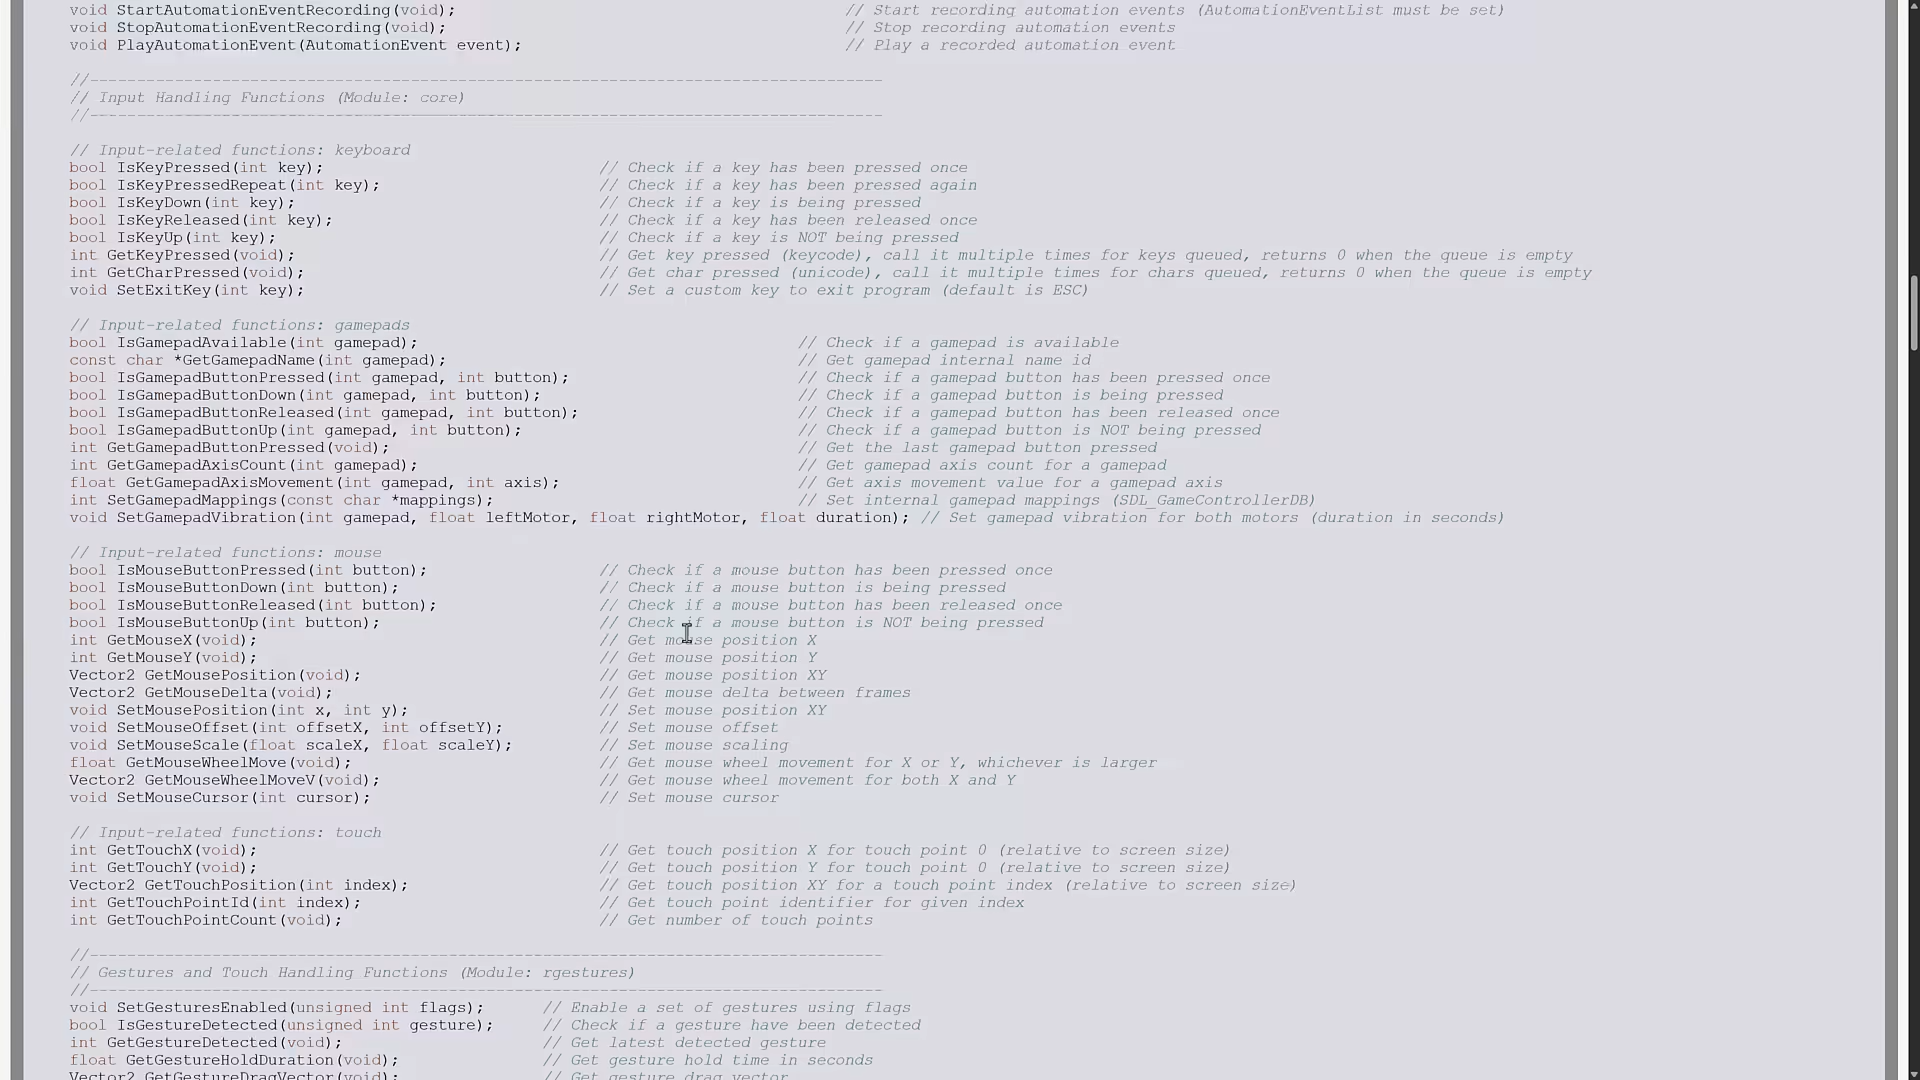 void StartAutomationEventRecording(void); // Start recording automation events (AutomationEventList must be set)
void StopAutomationEventRecording(void); // Stop recording automation events
void PlayAutomationEvent(AutomationEvent event); // Play a recorded automation event
//------------------------------------------------------------------------------------
// Input Handling Functions (Module: core)
//------------------------------------------------------------------------------------
// Input-related functions: keyboard
bool IsKeyPressed(int key); // Check if a key has been pressed once
bool IsKeyPressedRepeat(int key); // Check if a key has been pressed again
bool IsKeyDown(int key); // Check if a key is being pressed
bool IsKeyReleased(int key); // Check if a key has been released once
bool IsKeyUp(int key); // Check if a key is NOT being pressed
int GetKeyPressed(void); // Get key pressed (keycode), call it multiple times for keys queued, returns 0 when the queue is empty
int GetCharPressed(void); // Get char pressed (unicode), call it multiple times for chars queued, returns 0 when the queue is empty
void SetExitKey(int key); // Set a custom key to exit program (default is ESC)
// Input-related functions: gamepads
bool IsGamepadAvailable(int gamepad); // Check if a gamepad is available
const char *GetGamepadName(int gamepad); // Get gamepad internal name id
bool IsGamepadButtonPressed(int gamepad, int button); // Check if a gamepad button has been pressed once
bool IsGamepadButtonDown(int gamepad, int button); // Check if a gamepad button is being pressed
bool IsGamepadButtonReleased(int gamepad, int button); // Check if a gamepad button has been released once
bool IsGamepadButtonUp(int gamepad, int button); // Check if a gamepad button is NOT being pressed
int GetGamepadButtonPressed(void); // Get the last gamepad button pressed
int GetGamepadAxisCount(int gamepad); // Get gamepad axis count for a gamepad
float GetGamepadAxisMovement(int gamepad, int axis); // Get axis movement value for a gamepad axis
int SetGamepadMappings(const char *mappings); // Set internal gamepad mappings (SDL_GameControllerDB)
void SetGamepadVibration(int gamepad, float leftMotor, float rightMotor, float duration); // Set gamepad vibration for both motors (duration in seconds)
// Input-related functions: mouse
bool IsMouseButtonPressed(int button); // Check if a mouse button has been pressed once
bool IsMouseButtonDown(int button); // Check if a mouse button is being pressed
bool IsMouseButtonReleased(int button); // Check if a mouse button has been released once
bool IsMouseButtonUp(int button); // Check if a mouse button is NOT being pressed
int GetMouseX(void); // Get mouse position X
int GetMouseY(void); // Get mouse position Y
Vector2 GetMousePosition(void); // Get mouse position XY
Vector2 GetMouseDelta(void); // Get mouse delta between frames
void SetMousePosition(int x, int y); // Set mouse position XY
void SetMouseOffset(int offsetX, int offsetY); // Set mouse offset
void SetMouseScale(float scaleX, float scaleY); // Set mouse scaling
float GetMouseWheelMove(void); // Get mouse wheel movement for X or Y, whichever is larger
Vector2 GetMouseWheelMoveV(void); // Get mouse wheel movement for both X and Y
void SetMouseCursor(int cursor); // Set mouse cursor
// Input-related functions: touch
int GetTouchX(void); // Get touch position X for touch point 0 (relative to screen size)
int GetTouchY(void); // Get touch position Y for touch point 0 (relative to screen size)
Vector2 GetTouchPosition(int index); // Get touch position XY for a touch point index (relative to screen size)
int GetTouchPointId(int index); // Get touch point identifier for given index
int GetTouchPointCount(void); // Get number of touch points
//------------------------------------------------------------------------------------
// Gestures and Touch Handling Functions (Module: rgestures)
//------------------------------------------------------------------------------------
void SetGesturesEnabled(unsigned int flags); // Enable a set of gestures using flags
bool IsGestureDetected(unsigned int gesture); // Check if a gesture have been detected
int GetGestureDetected(void); // Get latest detected gesture
float GetGestureHoldDuration(void); // Get gesture hold time in seconds
Vector2 GetGestureDragVector(void); // Get gesture drag vector